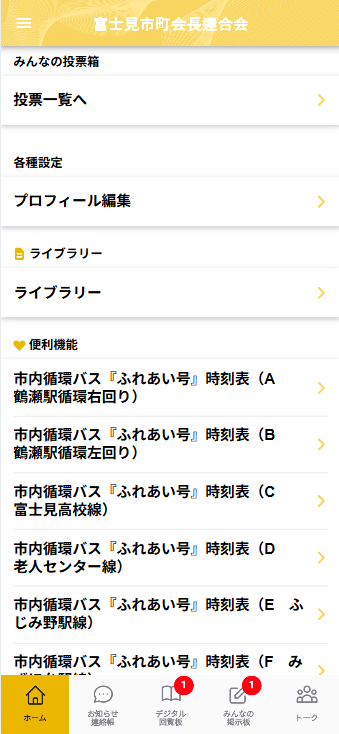 富士見市町会長連合会
みんなの投票箱
投票一覧へ
各種設定
プロフィール編集
ライブラリー
ライブラリー
便利機能
市内循環バス『ふれあい号』時刻表（A
鶴瀬駅循環右回り）
市内循環バス『ふれあい号』時刻表（B
鶴瀬駅循環左回り）
市内循環バス『ふれあい号』時刻表（C
富士見高校線）
市内循環バス『ふれあい号』時刻表（D
老人センター線）
市内循環バス『ふれあい号』時刻表（E　ふ
じみ野駅線）
市内循環バス『ふれあい号』時刻表（F　み
1
1
ホーム
お知らせ
連絡帳
デジタル
回覧板
みんなの
掲示板
トーク